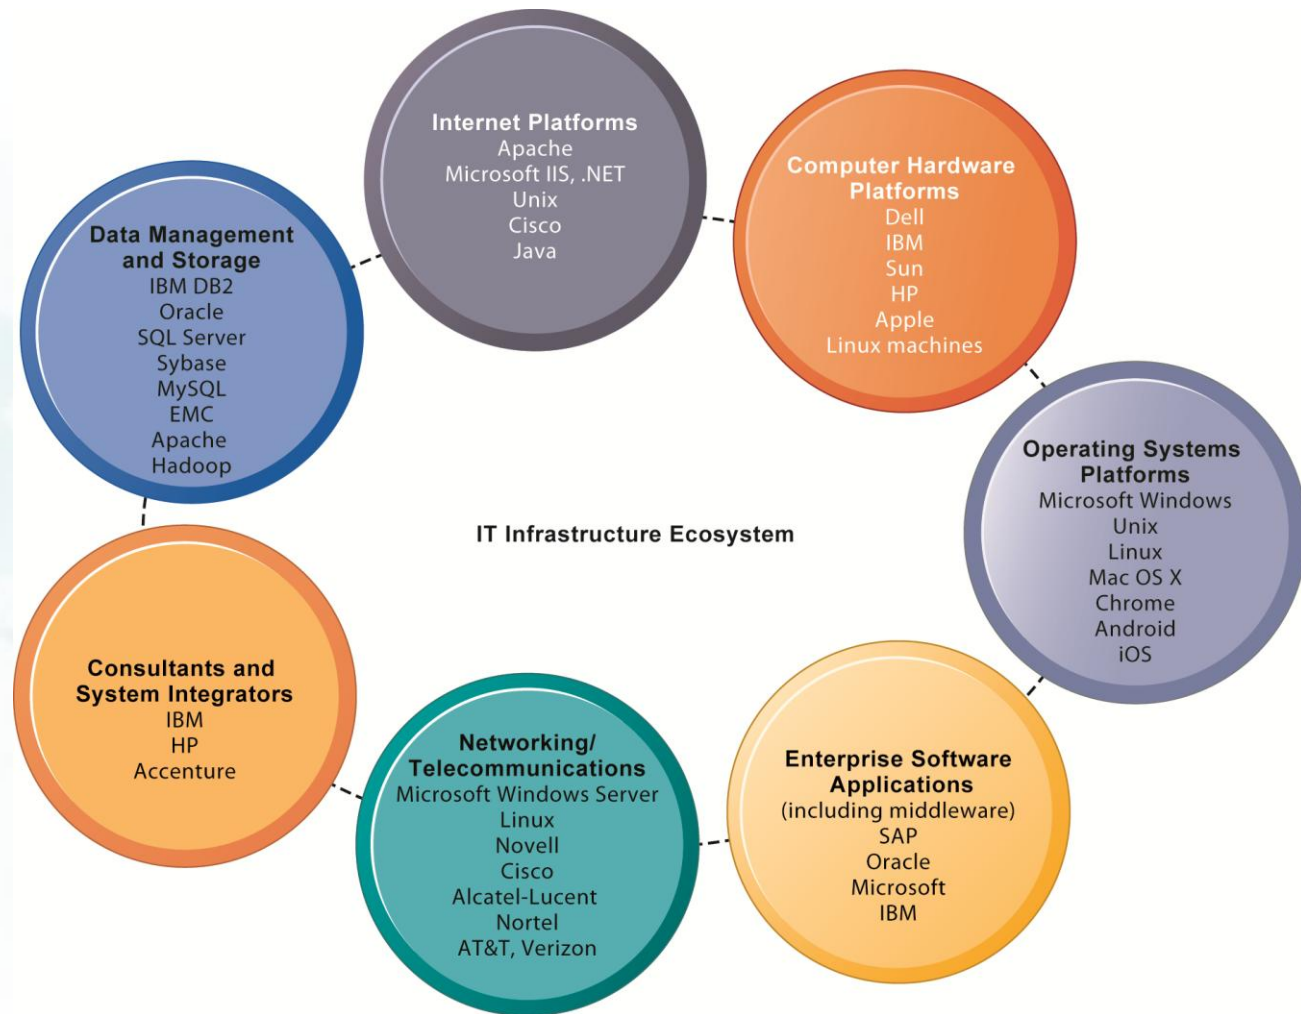 Internet Platforms
Apache
Microsoft IIS, .NET
Unix
Cisco
Java
Computer Hardware
Platforms
Dell
IBM
Sun
HP
Apple
Linux machines
Data Management
and Storage
IBM DB2
Oracle
SQL Server
Sybase
MySQL
EMC
Apache
Hadoop
Operating Systems
Platforms
Microsoft Windows
Unix
Linux
Mac OS X
Chrome
Android
iOS
IT Infrastructure Ecosystem
Consultants and
System Integrators
IBM
HP
Accenture
Networking/
Telecommunications
Microsoft Windows Server
Linux
Novell
Cisco
Alcatel-Lucent
Nortel
AT&T, Verizon
Enterprise Software
Applications
(including middleware)
SAP
Oracle
Microsoft
IBM